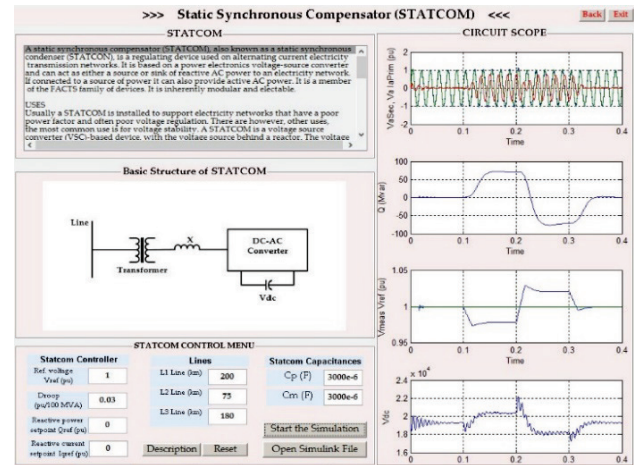 >>> Static Synchronous Compensator (STATCOM) <<<
Back Exit
STATCOM
A static synchronous compensator (STATCOM), also known as a static synchronous
condenser (STATCON), is a regulating device used on alternating current electricity
transmission networks. It is based on a power electronics voltage-source converter
and can act as either a source or sink of reactive AC power to an electricity network.
If connected to a source of power it can also provide active AC power. It is a member
of the FACTS family of devices. It is inherently modular and electable.
USES
Usually a STATCOM is installed to support electricity networks that have a poor
power factor and often poor voltage regulation. There are however, other uses,
the most common use is for voltage stability. A STATCOM is a voltage source
converter (VSC)-based device, with the voltage source behind a reactor. The voltage
Basic Structure of STATCOM
Line
X
Transformer
DC-AC
Converter
Vdc
STATCOM CONTROL MENU
Statcom Controller
Ref. voltage
Vref (pu)
1
Droop
(pu/100 MVA)
0.03
Reactive power
setpoint Qref (pu)
0
Reactive current
setpoint Iqref (pu)
0
Lines
L1 Line (km)
200
L2 Line (km)
75
L3 Line (km)
180
Description Reset
Statcom Capacitances
Cp (F)
3000e-6
Cm (F)
3000e-6
Start the Simulation
Open Simulink File
CIRCUIT SCOPE
VaSec, Va IaPrim (pu)
2
1
0
-1
-2
0 0.1 0.2 0.3 0.4
Time
Q (Mvar)
100
50
0
-50
-100
0 0.1 0.2 0.3 0.4
Time
Vmeas Vref (pu)
1.05
1
0.95
0 0.1 0.2 0.3 0.4
Time
Vdc
x 10⁴
2.4
2.2
2
1.8
1.6
0 0.1 0.2 0.3 0.4